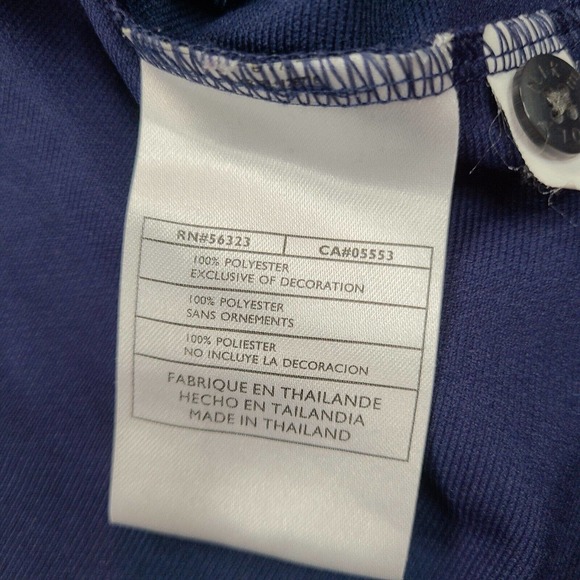 RN#56323 CA#05553
100% POLYESTER
EXCLUSIVE OF DECORATION
100% POLYESTER
SANS ORNEMENTS
100% POLIESTER
NO INCLUYE LA DECORACION
FABRIQUE EN THAILANDE
HECHO EN TAILANDIA
MADE IN THAILAND